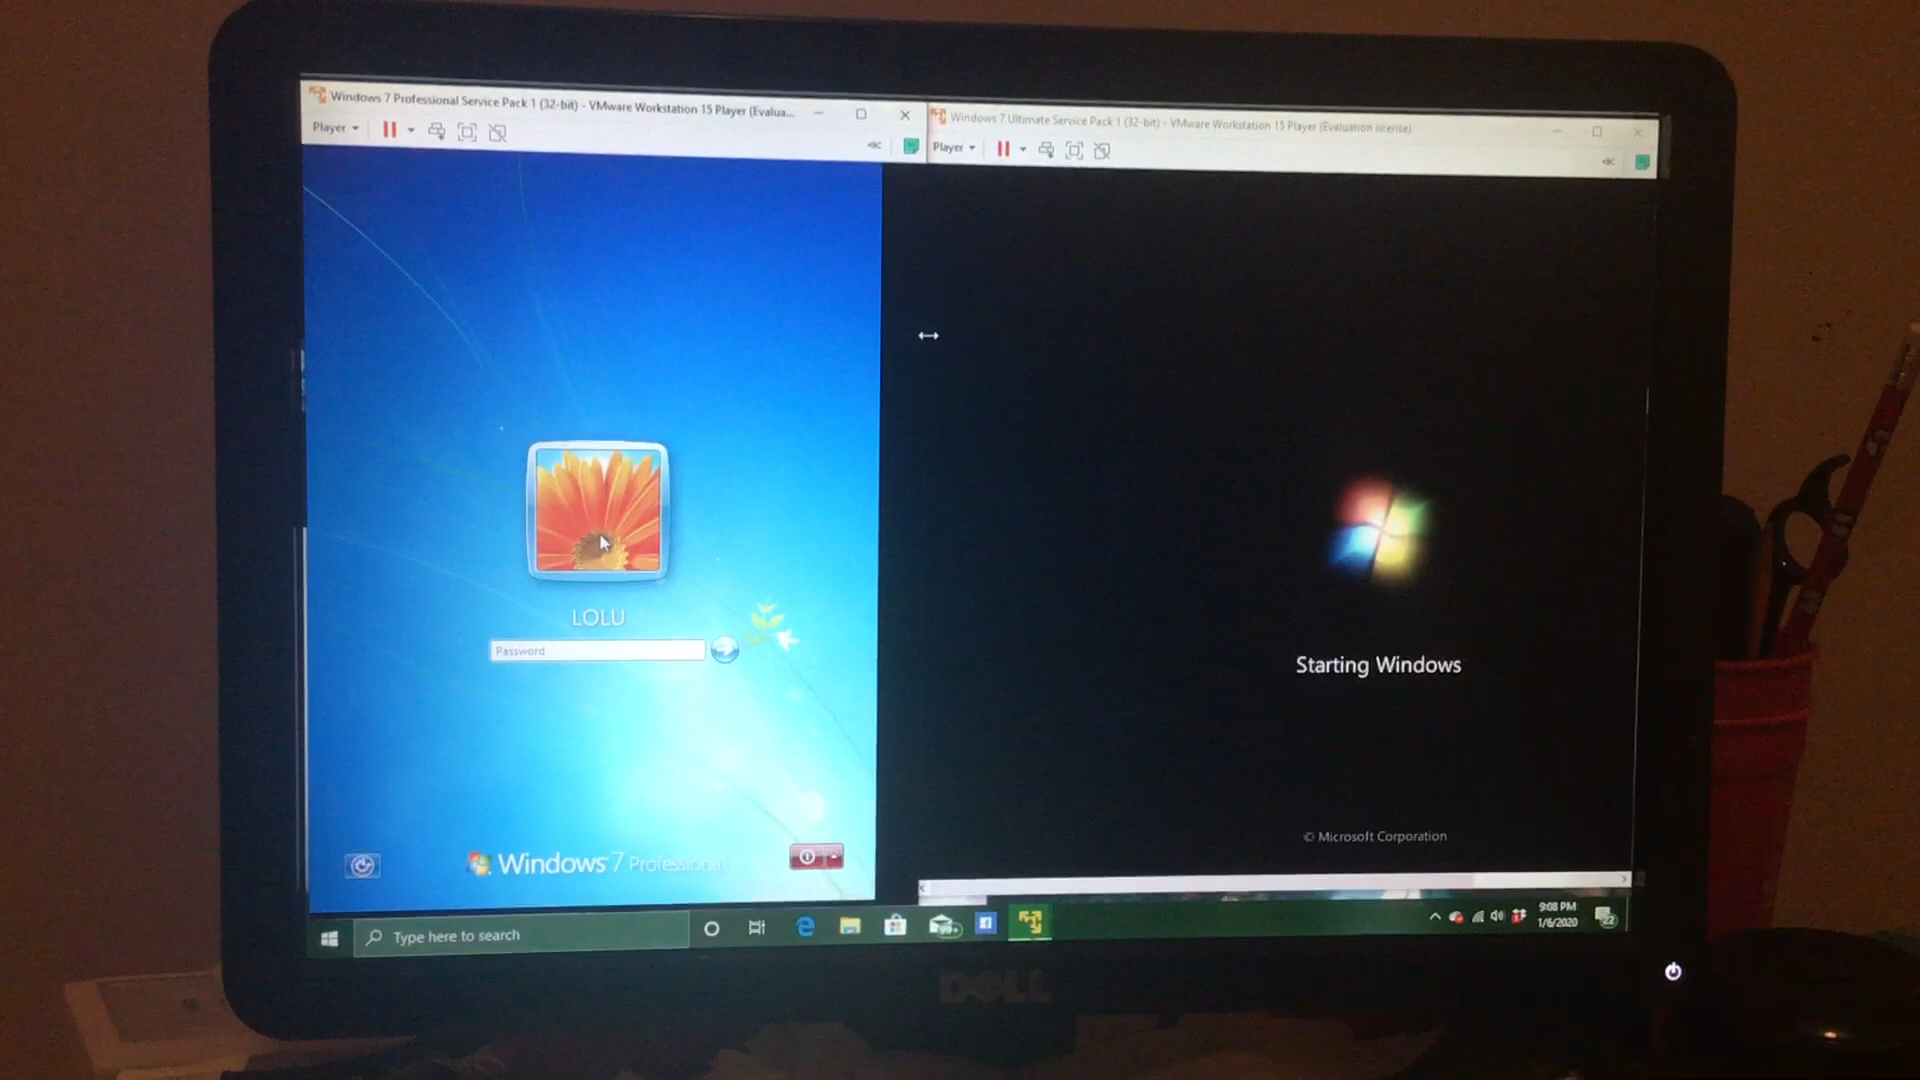 Windows 7 Professional Service Pack 1 (32-bit) - VMware Workstation 15 Player (Evalua...
Player
Windows 7 Ultimate Service Pack 1 (32-bit) - VMware Workstation 15 Player (Evaluation license)
Player
LOLU
Password
Windows 7 Professional
Starting Windows
© Microsoft Corporation
Type here to search
99+
9:08 PM
1/6/2020
22
DELL